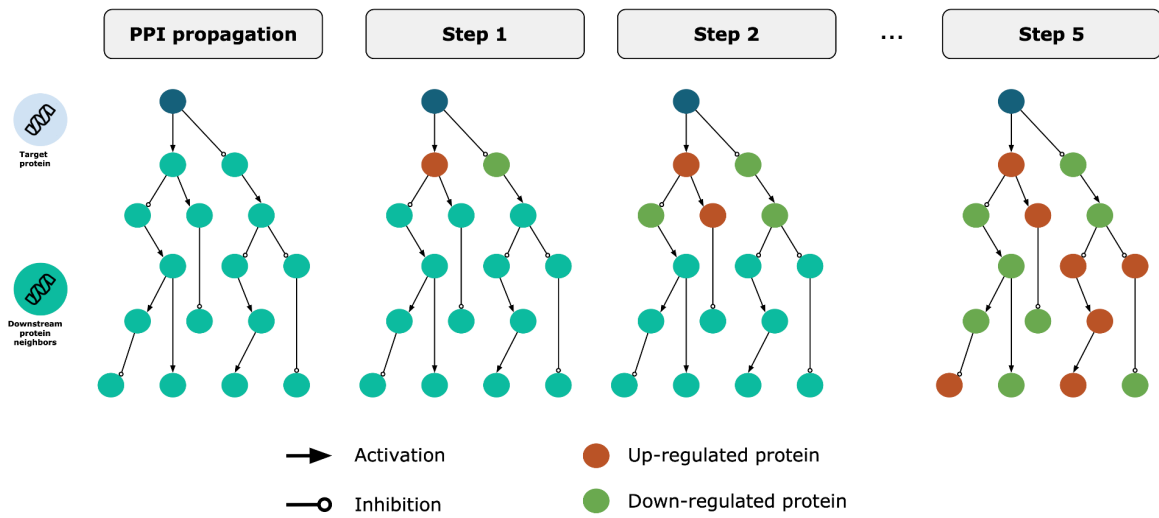 PPI propagation
Step 1
Step 2
...
Step 5
Target
protein
Downstream
protein
neighbors
Activation
Up-regulated protein
Inhibition
Down-regulated protein